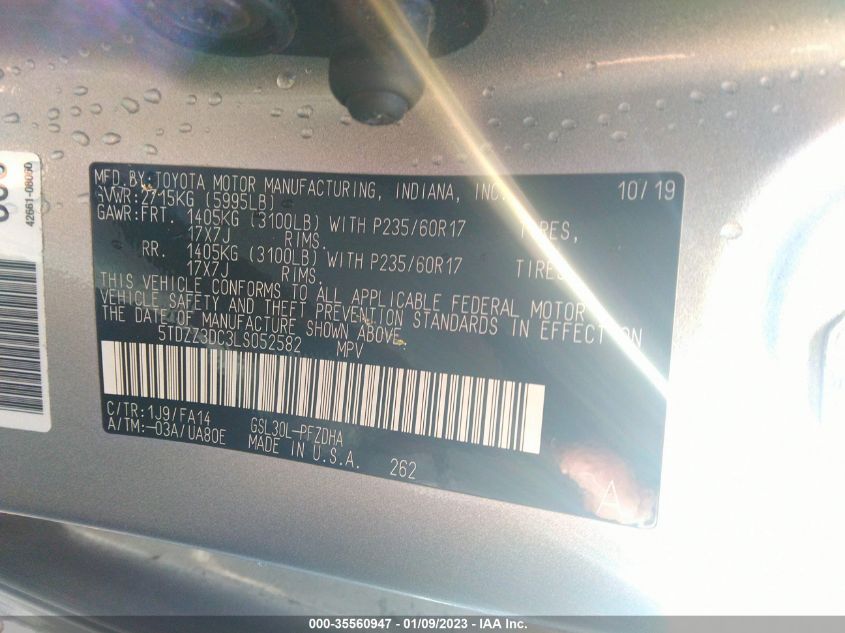 42661-08090
MFD.BY:TOYOTA MOTOR MANUFACTURING, INDIANA, INC. 10/19
GVWR:2715KG (5995LB)
GAWR:FRT. 1405KG (3100LB) WITH P235/60R17 TIRES,
17X7J RIMS.
RR. 1405KG (3100LB) WITH P235/60R17 TIRES
17X7J RIMS.
THIS VEHICLE CONFORMS TO ALL APPLICABLE FEDERAL MOTOR
VEHICLE SAFETY AND THEFT PREVENTION STANDARDS IN EFFECT ON
THE DATE OF MANUFACTURE SHOWN ABOVE.
5TDZZ3DC3LS052582 MPV
C/TR:1J9/FA14 GSL30L-PFZDHA
A/TM:-03A/UA80E MADE IN U.S.A. 262
A
000-35560947 - 01/09/2023 - IAA Inc.